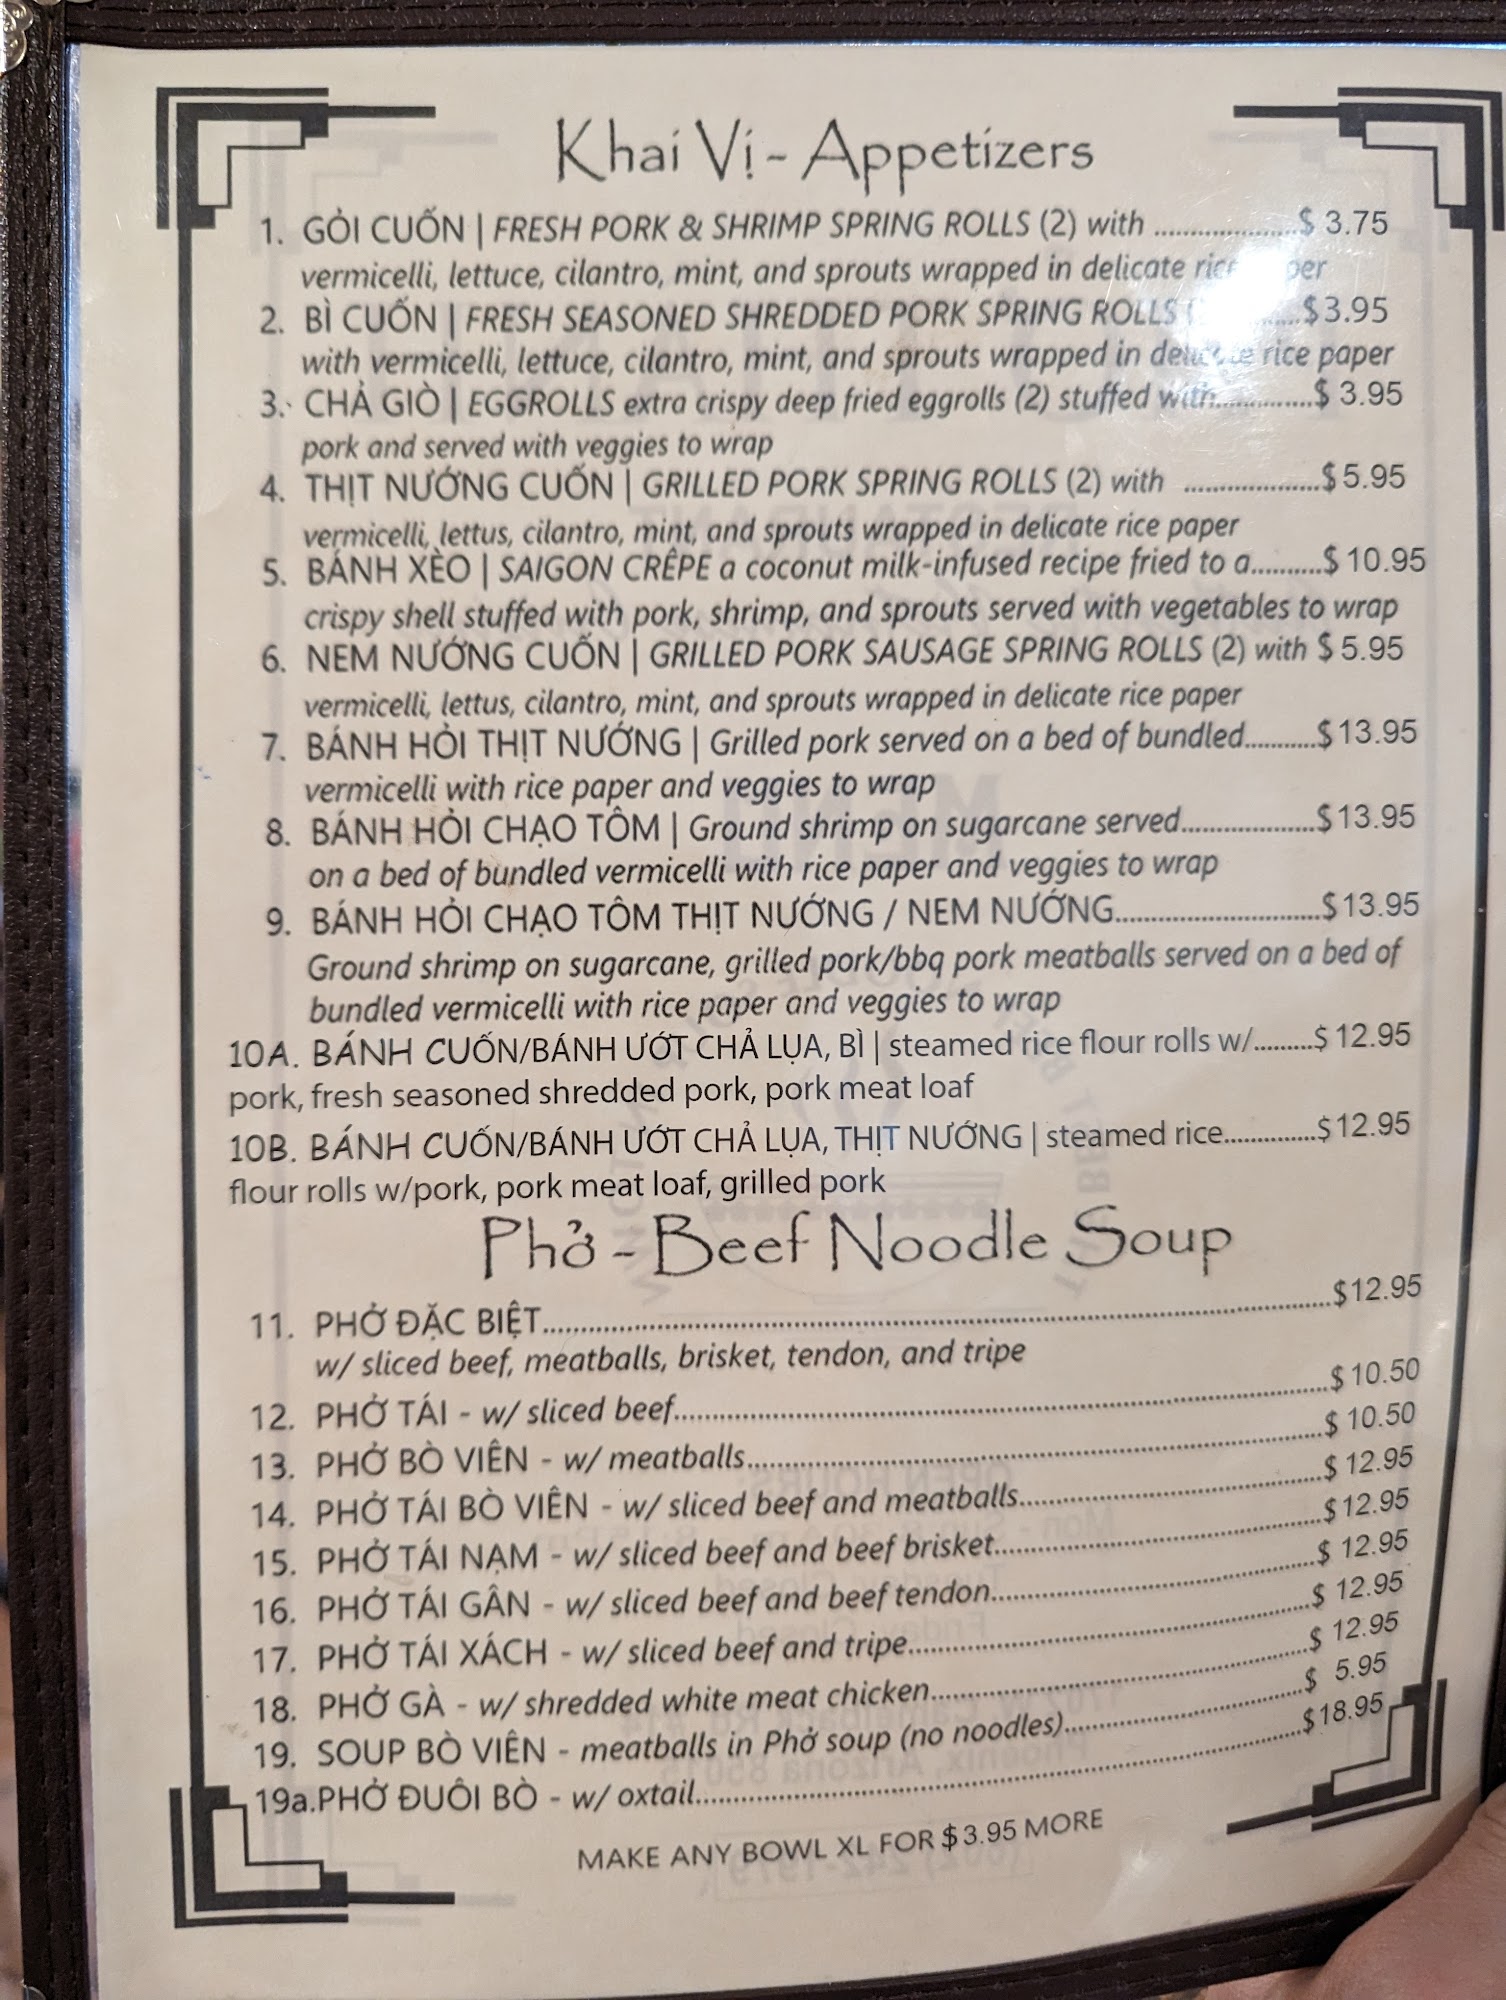 Khai Vị - Appetizers
1. GỎI CUỐN | FRESH PORK & SHRIMP SPRING ROLLS (2) with ....................$ 3.75
vermicelli, lettuce, cilantro, mint, and sprouts wrapped in delicate
2. BÌ CUỐN | FRESH SEASONED SHREDDED PORK SPRING ROLLS ......$3.95
with vermicelli, lettuce, cilantro, mint, and sprouts wrapped in delicate rice paper
3. CHẢ GIÒ | EGGROLLS extra crispy deep fried eggrolls (2) stuffed with.............$ 3.95
pork and served with veggies to wrap
4. THỊT NƯỚNG CUỐN | GRILLED PORK SPRING ROLLS (2) with ...................$ 5.95
vermicelli, lettus, cilantro, mint, and sprouts wrapped in delicate rice paper
5. BÁNH XÈO | SAIGON CRÊPE a coconut milk-infused recipe fried to a..........$ 10.95
crispy shell stuffed with pork, shrimp, and sprouts served with vegetables to wrap
6. NEM NƯỚNG CUỐN | GRILLED PORK SAUSAGE SPRING ROLLS (2) with $ 5.95
vermicelli, lettus, cilantro, mint, and sprouts wrapped in delicate rice paper
7. BÁNH HỎI THỊT NƯỚNG | Grilled pork served on a bed of bundled..........$13.95
vermicelli with rice paper and veggies to wrap
8. BÁNH HỎI CHẠO TÔM | Ground shrimp on sugarcane served...................$13.95
on a bed of bundled vermicelli with rice paper and veggies to wrap
9. BÁNH HỎI CHẠO TÔM THỊT NƯỚNG / NEM NƯỚNG.............................$13.95
Ground shrimp on sugarcane, grilled pork/bbq pork meatballs served on a bed of
bundled vermicelli with rice paper and veggies to wrap
10A. BÁNH CUỐN/BÁNH ƯỚT CHẢ LỤA, BÌ | steamed rice flour rolls w/.........$ 12.95
pork, fresh seasoned shredded pork, pork meat loaf
10B. BÁNH CUỐN/BÁNH ƯỚT CHẢ LỤA, THỊT NƯỚNG | steamed rice..............$12.95
flour rolls w/pork, pork meat loaf, grilled pork
Phở - Beef Noodle Soup
11. PHỞ ĐẶC BIỆT..............................$12.95
w/ sliced beef, meatballs, brisket, tendon, and tripe
12. PHỞ TÁI - w/ sliced beef..............................$ 10.50
13. PHỞ BÒ VIÊN - w/ meatballs..............................$ 10.50
14. PHỞ TÁI BÒ VIÊN - w/ sliced beef and meatballs..............................$ 12.95
15. PHỞ TÁI NẠM - w/ sliced beef and beef brisket..............................$ 12.95
16. PHỞ TÁI GÂN - w/ sliced beef and beef tendon..............................$ 12.95
17. PHỞ TÁI XÁCH - w/ sliced beef and tripe..............................$ 12.95
18. PHỞ GÀ - w/ shredded white meat chicken..............................$ 12.95
19. SOUP BÒ VIÊN - meatballs in Phở soup (no noodles)..............................$ 5.95
19a.PHỞ ĐUÔI BÒ - w/ oxtail..............................$18.95
MAKE ANY BOWL XL FOR $3.95 MORE